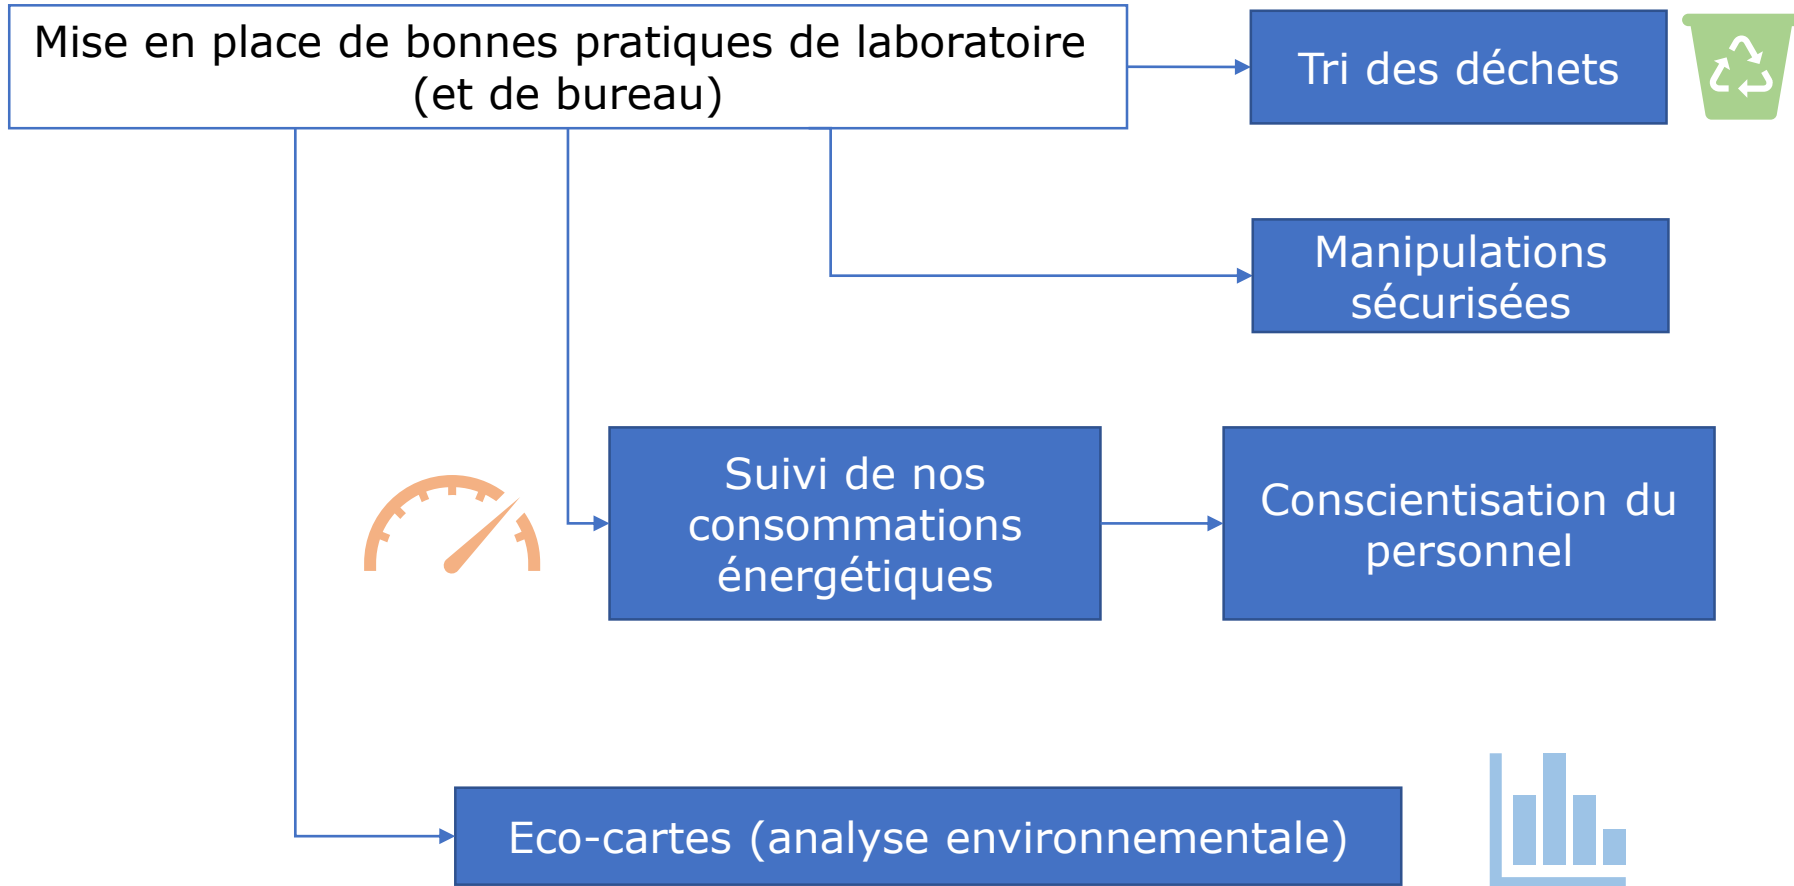 Mise en place de bonnes pratiques de laboratoire
(et de bureau)
Tri des déchets
Manipulations
sécurisées
Suivi de nos
consommations
énergétiques
Conscientisation du
personnel
Eco-cartes (analyse environnementale)